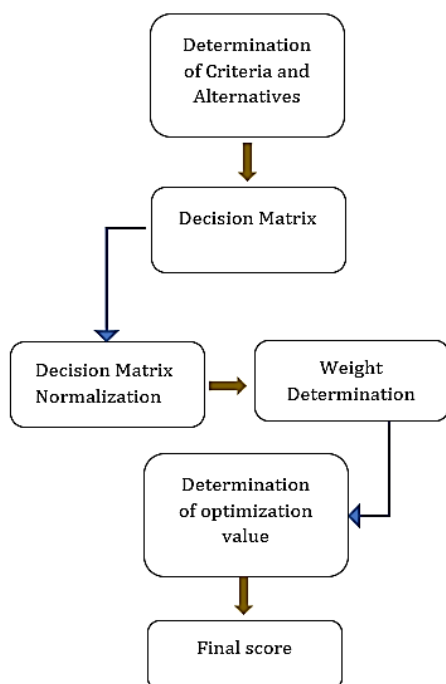 Determination
of Criteria and
Alternatives
Decision Matrix
Decision Matrix
Normalization
Weight
Determination
Determination
of optimization
value
Final score